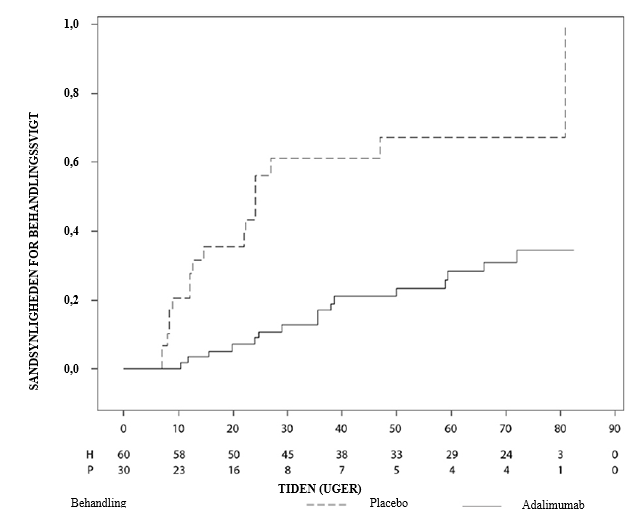 SANDSYNLIGHEDEN FOR BEHANDLINGSSVIGT
1,0
0,8
0,6
0,4
0,2
0,0
0 10 20 30 40 50 60 70 80 90
H 60 58 50 45 38 33 29 24 3 0
P 30 23 16 8 7 5 4 4 1 0
TIDEN (UGER)
Behandling Placebo Adalimumab